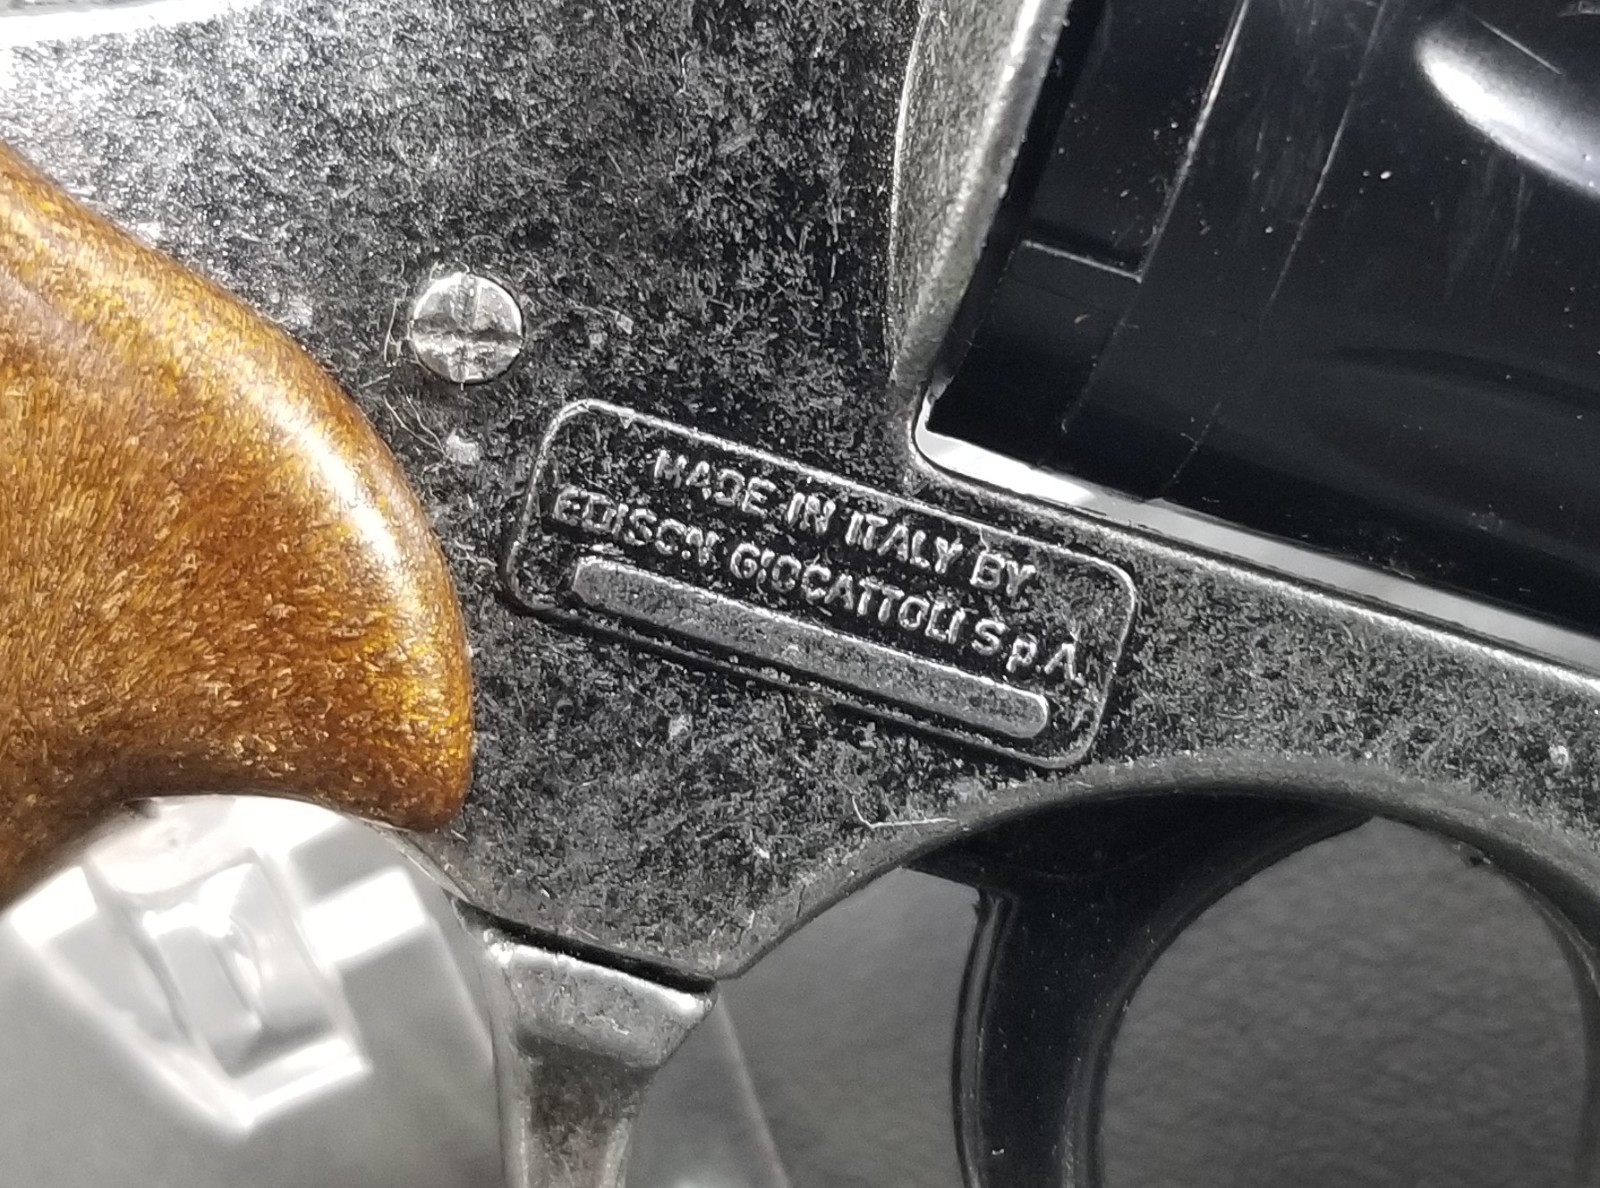 MADE IN ITALY BY
EDISON GIOCATTOLI S.p.A.